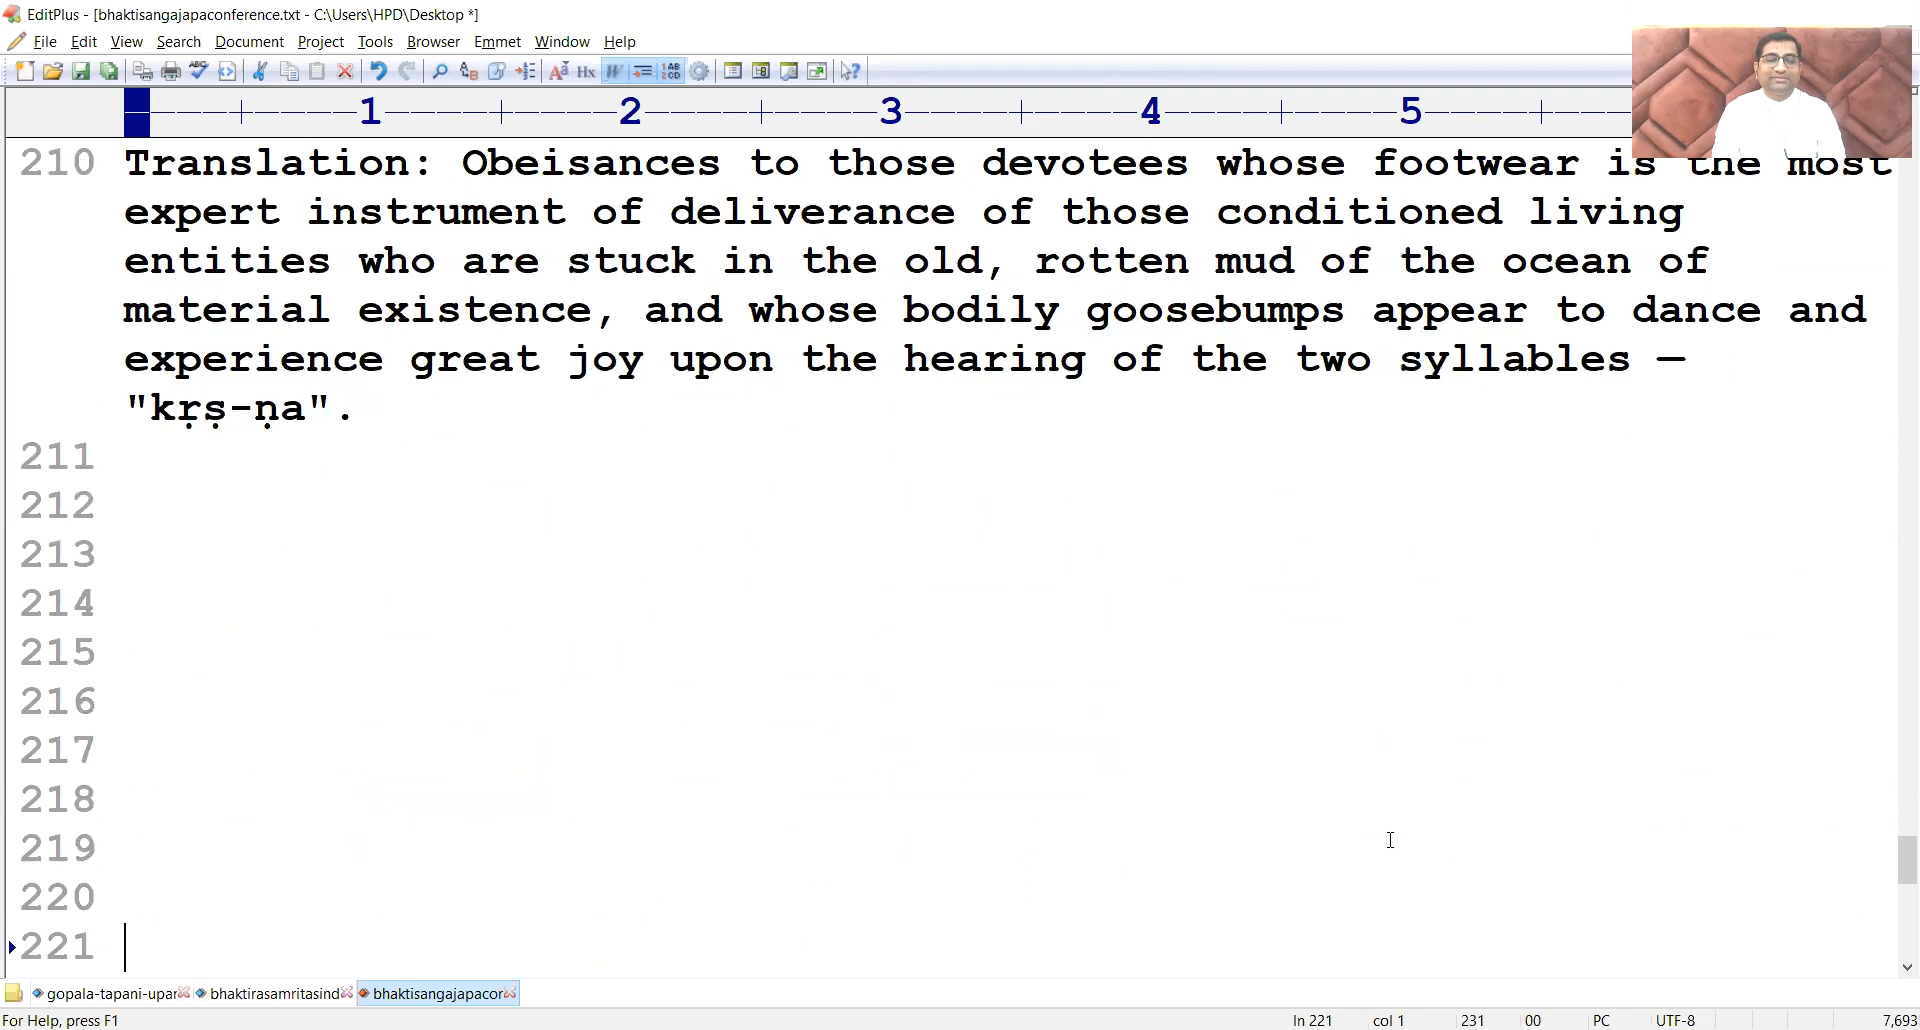 EditPlus - [bhaktisangajapaconference.txt - C:\Users\HPD\Desktop *]
File Edit View Search Document Project Tools Browser Emmet Window Help
1 2 3 4 5
210 Translation: Obeisances to those devotees whose footwear is the most
expert instrument of deliverance of those conditioned living
entities who are stuck in the old, rotten mud of the ocean of
material existence, and whose bodily goosebumps appear to dance and
experience great joy upon the hearing of the two syllables —
"kṛṣ-ṇa".
211
212
213
214
215
216
217
218
219
220
221
gopala-tapani-upar bhaktirasamritasind bhaktisangajapacor
For Help, press F1 ln 221 col 1 231 00 PC UTF-8 7,693